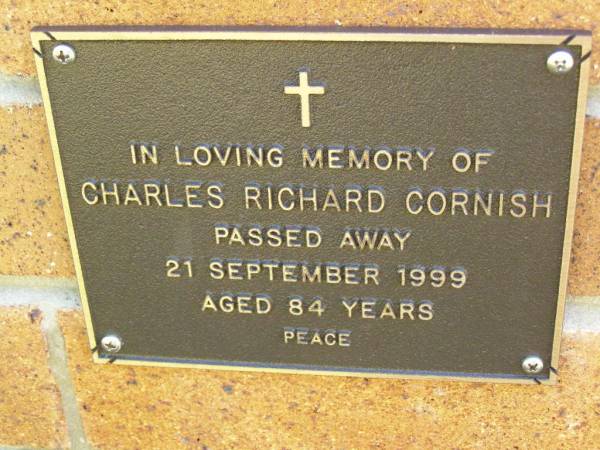 IN LOVING MEMORY OF
CHARLES RICHARD CORNISH
PASSED AWAY
21 SEPTEMBER 1999
AGED 84 YEARS
PEACE